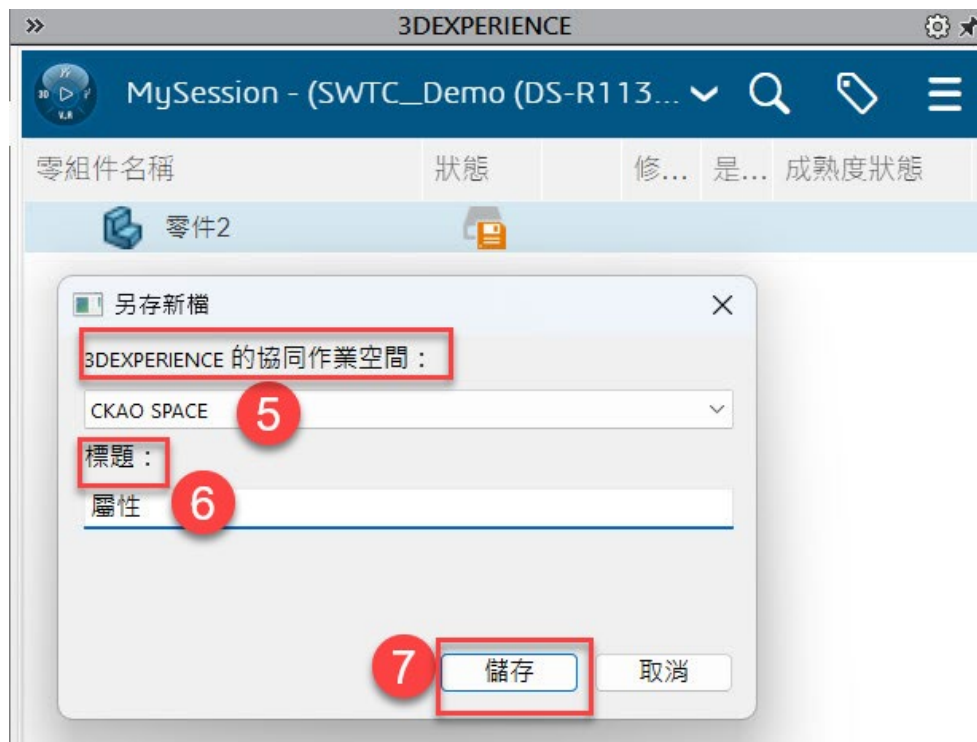 3DEXPERIENCE
MySession - (SWTC_Demo (DS-R113...
零組件名稱 狀態 修... 是... 成熟度狀態
零件2
另存新檔
3DEXPERIENCE 的協同作業空間：
CKAO SPACE 5
標題：
屬性 6
7 儲存 取消